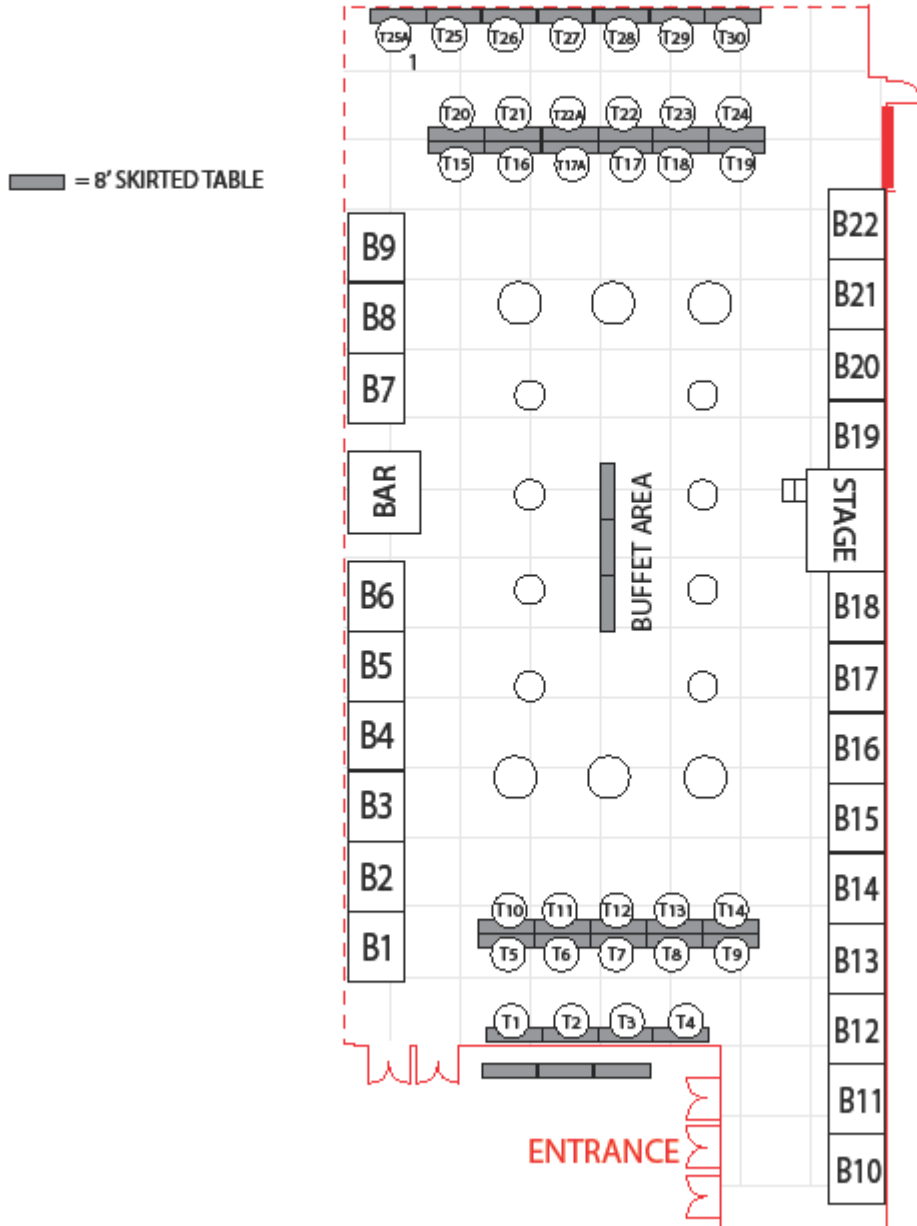 T25A T25 T26 T27 T28 T29 T30
1
T20 T21 T22A T22 T23 T24
T15 T16 T17A T17 T18 T19
= 8' SKIRTED TABLE
B22
B9
B21
B8
B20
B7
B19
BAR
STAGE
BUFFET AREA
B6
B18
B5
B17
B4
B16
B3
B15
B2
B14
T10 T11 T12 T13 T14
B1
T5 T6 T7 T8 T9
B13
T1 T2 T3 T4
B12
B11
ENTRANCE
B10